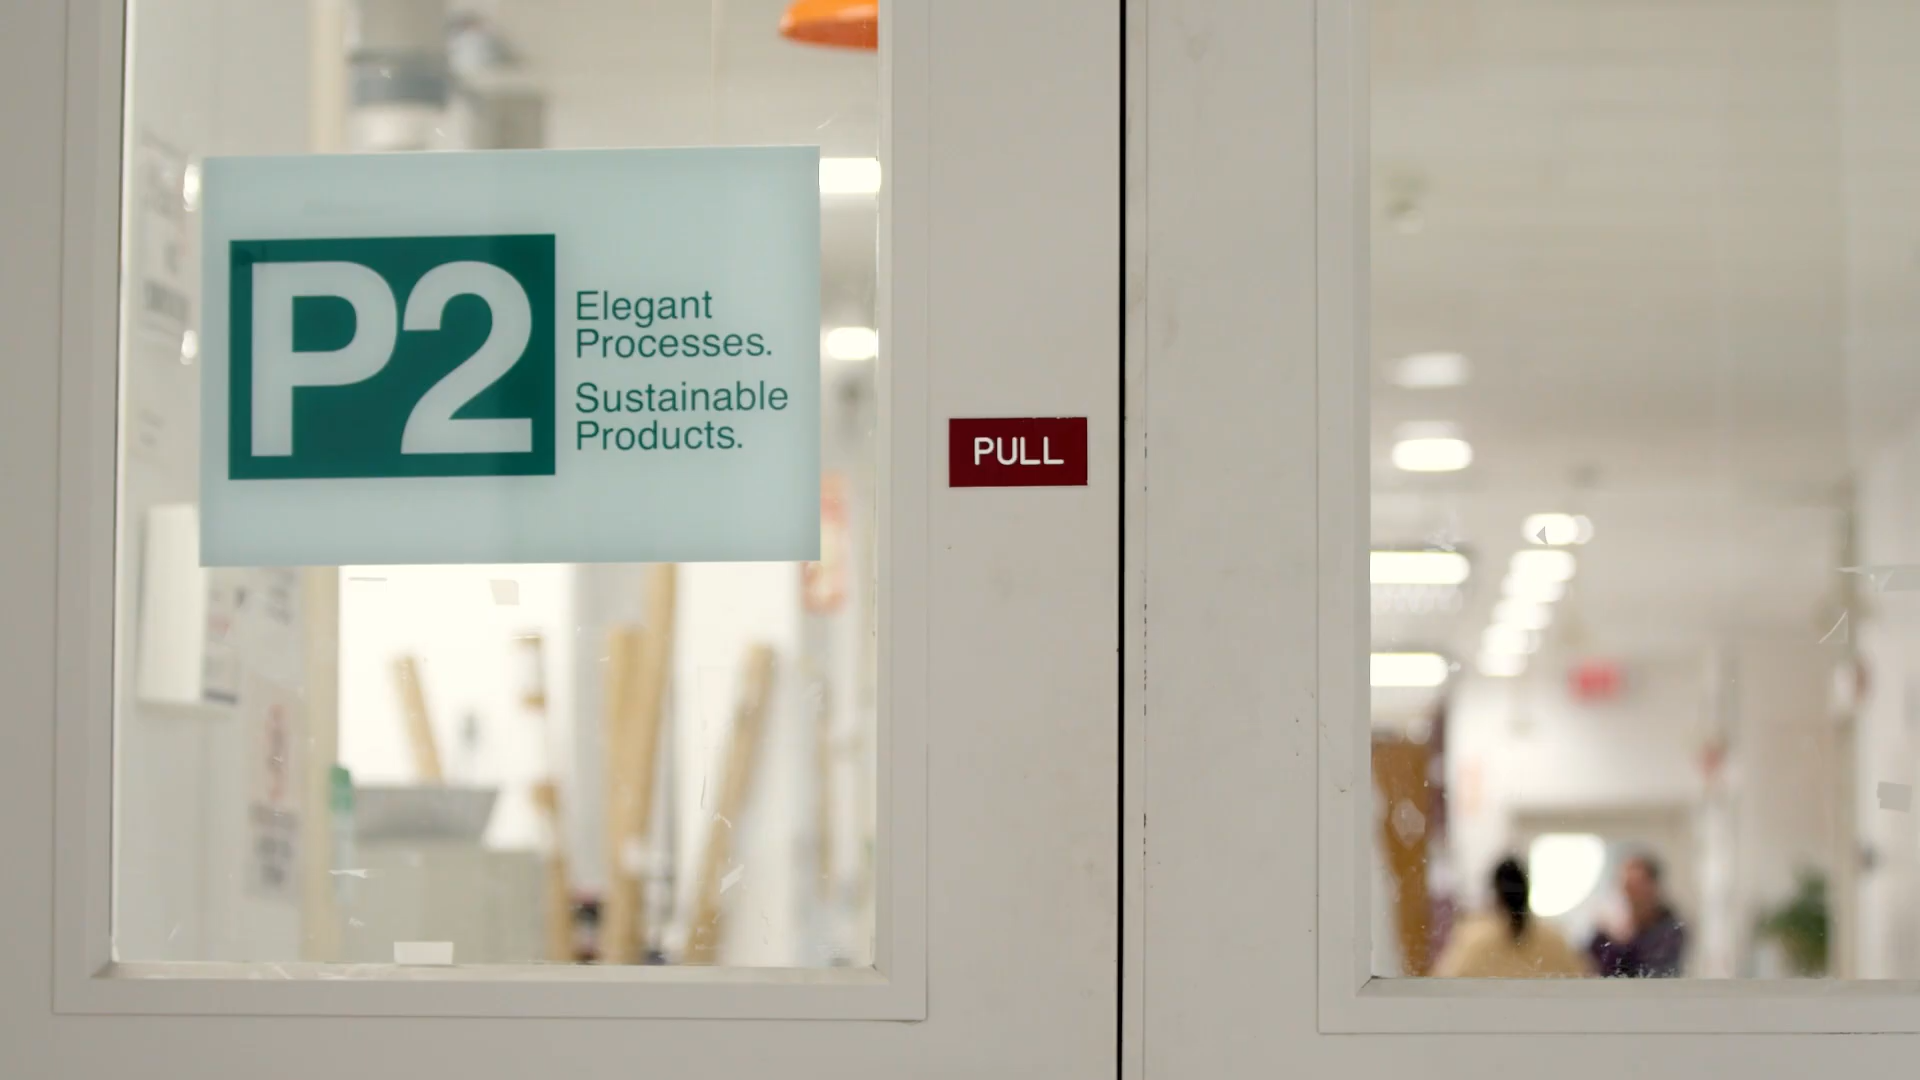 P2
Elegant
Processes.
Sustainable
Products.
PULL